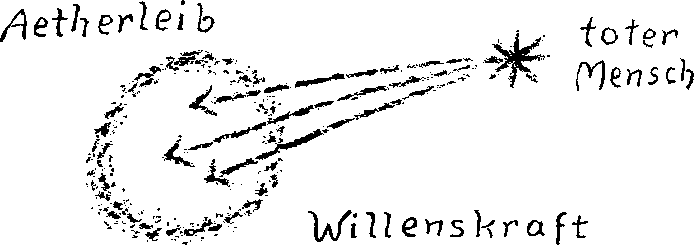 Aetherleib
toter
Mensch
Willenskraft